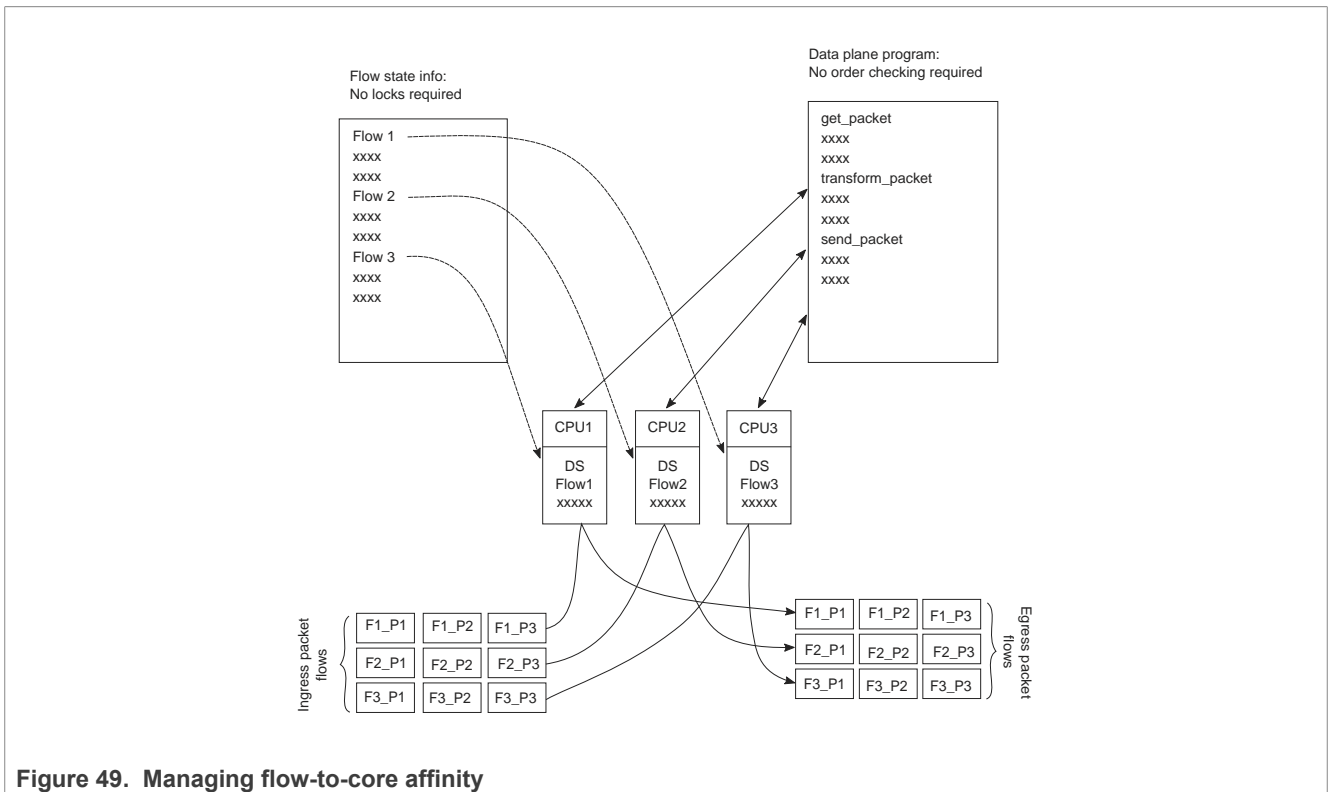 Flow state info:
No locks required
Flow 1
xxxx
xxxx
Flow 2
xxxx
xxxx
Flow 3
xxxx
xxxx
Data plane program:
No order checking required
get_packet
xxxx
xxxx
transform_packet
xxxx
xxxx
send_packet
xxxx
xxxx
CPU1
DS
Flow1
xxxxx
CPU2
DS
Flow2
xxxxx
CPU3
DS
Flow3
xxxxx
Ingress packet
flows
F1_P1 F1_P2 F1_P3
F2_P1 F2_P2 F2_P3
F3_P1 F3_P2 F3_P3
F1_P1 F1_P2 F1_P3
F2_P1 F2_P2 F2_P3
F3_P1 F3_P2 F3_P3
Egress packet
flows
Figure 49. Managing flow-to-core affinity